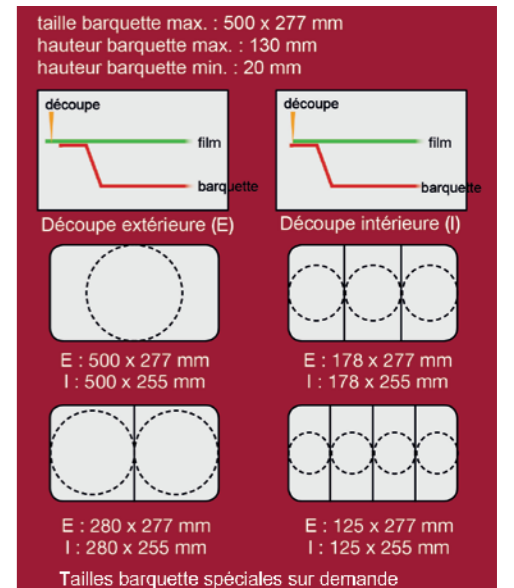 taille barquette max. : 500 x 277 mm
hauteur barquette max. : 130 mm
hauteur barquette min. : 20 mm
découpe
film
barquette
Découpe extérieure (E)
découpe
film
barquette
Découpe intérieure (I)
E : 500 x 277 mm
I : 500 x 255 mm
E : 178 x 277 mm
I : 178 x 255 mm
E : 280 x 277 mm
I : 280 x 255 mm
E : 125 x 277 mm
I : 125 x 255 mm
Tailles barquette spéciales sur demande